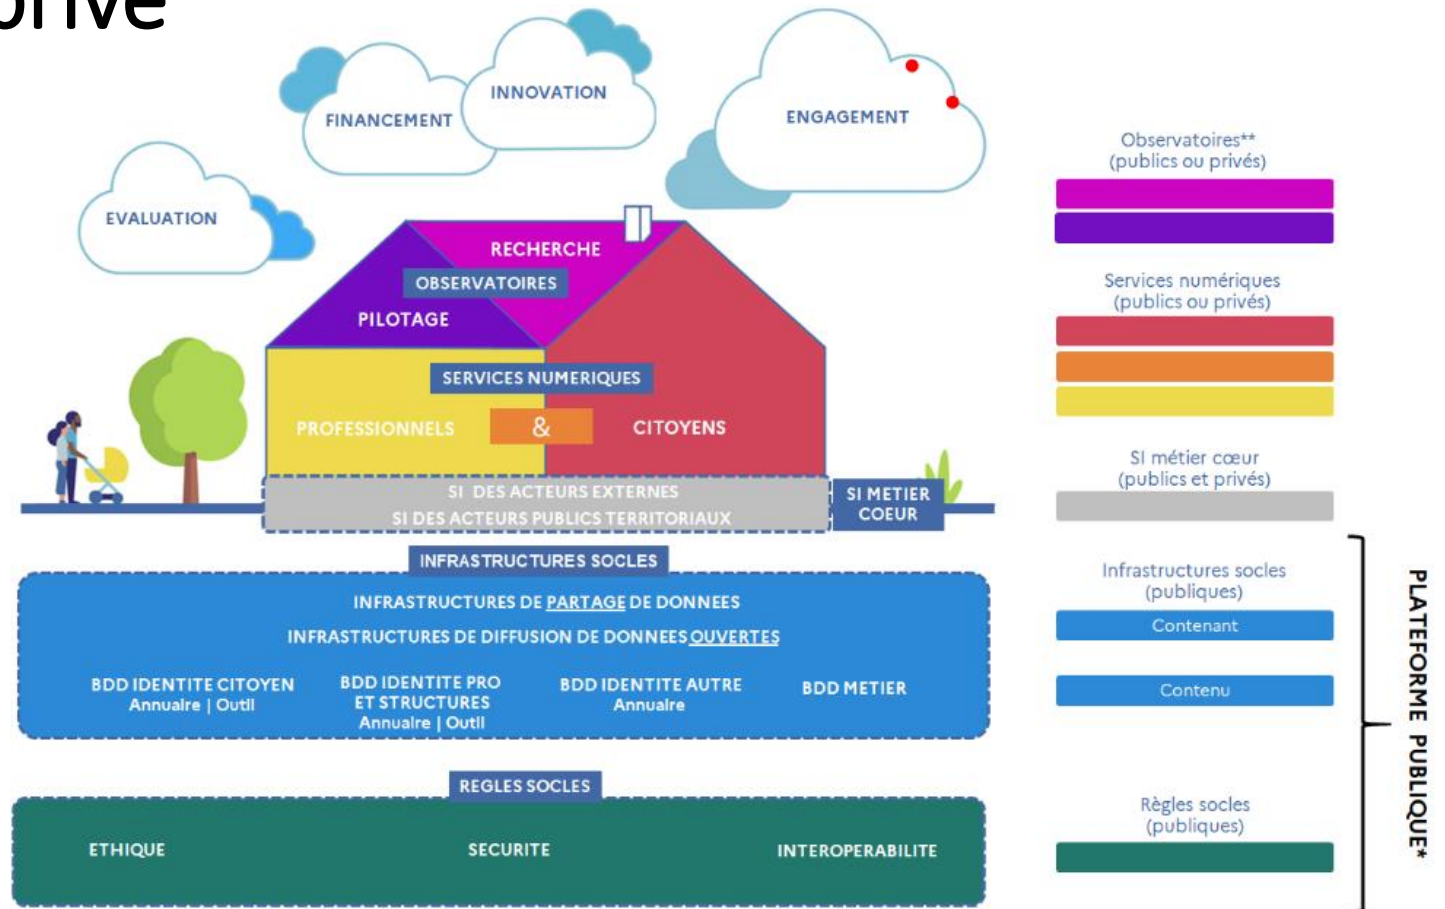 privé
INNOVATION
FINANCEMENT
ENGAGEMENT
EVALUATION
RECHERCHE
OBSERVATOIRES
PILOTAGE
SERVICES NUMERIQUES
PROFESSIONNELS & CITOYENS
SI DES ACTEURS EXTERNES
SI DES ACTEURS PUBLICS TERRITORIAUX
SI METIER
COEUR
INFRASTRUCTURES SOCLES
INFRASTRUCTURES DE PARTAGE DE DONNEES
INFRASTRUCTURES DE DIFFUSION DE DONNEES OUVERTES
BDD IDENTITE CITOYEN
Annuaire | Outil
BDD IDENTITE PRO
ET STRUCTURES
Annuaire | Outil
BDD IDENTITE AUTRE
Annuaire
BDD METIER
REGLES SOCLES
ETHIQUE
SECURITE
INTEROPERABILITE
Observatoires**
(publics ou privés)
Services numériques
(publics ou privés)
SI métier cœur
(publics et privés)
Infrastructures socles
(publiques)
Contenant
Contenu
Règles socles
(publiques)
PLATEFORME PUBLIQUE*